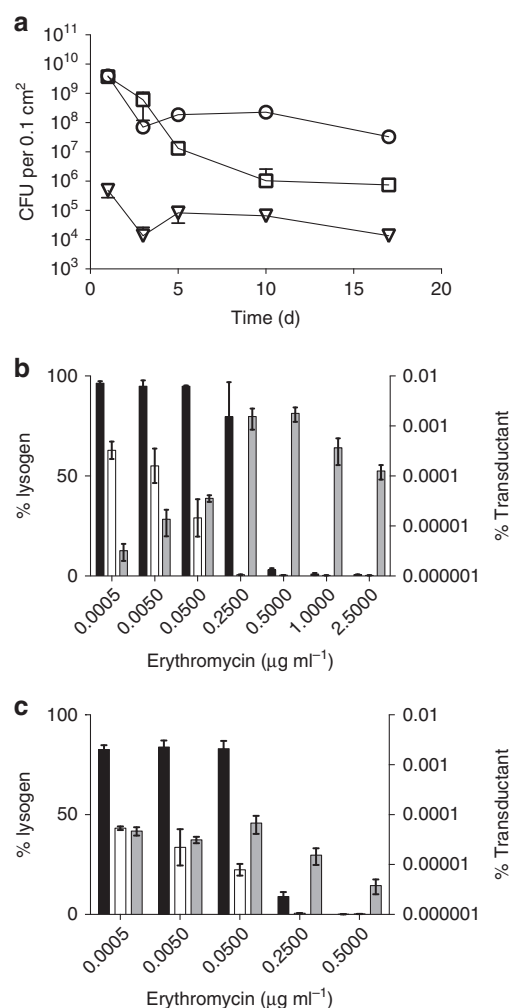 a
10¹¹
10¹⁰
10⁹
10⁸
10⁷
10⁶
10⁵
10⁴
10³
CFU per 0.1 cm²
0 5 10 15 20
Time (d)
b
100 0.01
0.001
50 0.0001
0.00001
0 0.000001
% lysogen
% Transductant
0.0005 0.0050 0.0500 0.2500 0.5000 1.0000 2.5000
Erythromycin (µg ml⁻¹)
c
100 0.01
0.001
50 0.0001
0.00001
0 0.000001
% lysogen
% Transductant
0.0005 0.0050 0.0500 0.2500 0.5000
Erythromycin (µg ml⁻¹)